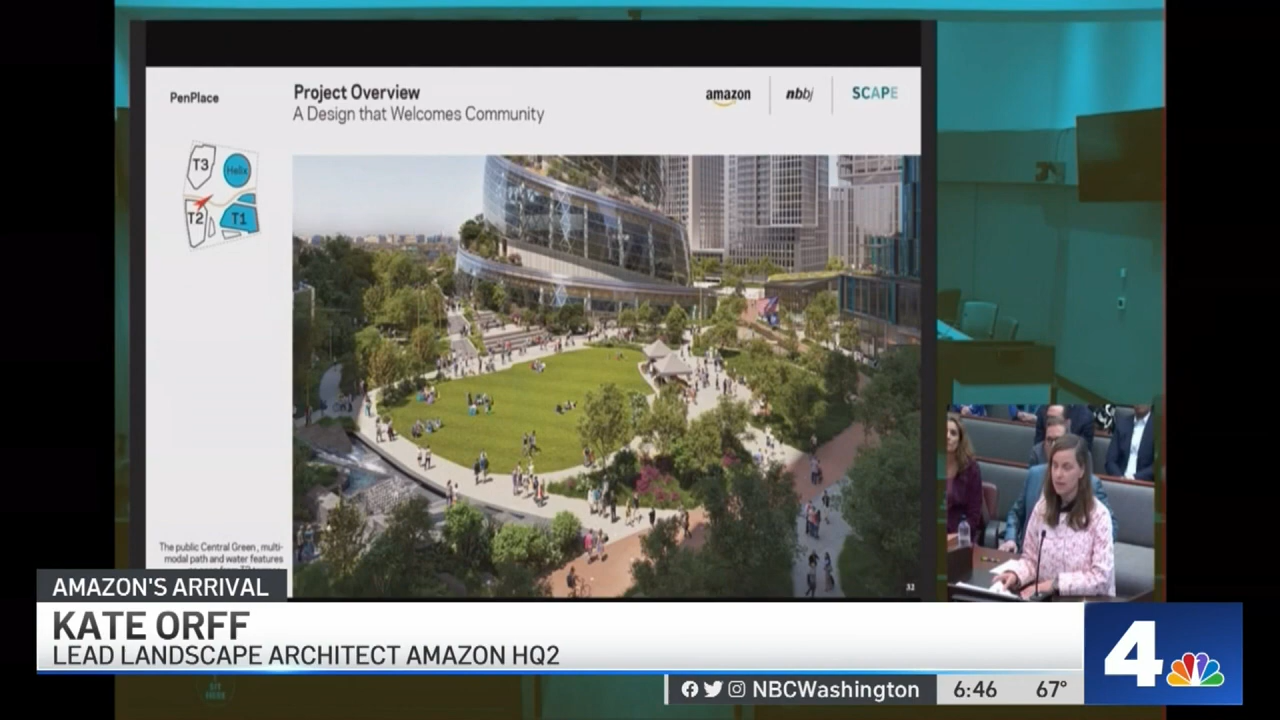 PenPlace
Project Overview
A Design that Welcomes Community
amazon
nbbj
SCAPE
T3
Helix
T2
T1
The public Central Green, multi-
modal path and water features
32
AMAZON'S ARRIVAL
KATE ORFF
LEAD LANDSCAPE ARCHITECT AMAZON HQ2
4
NBCWashington
6:46
67°